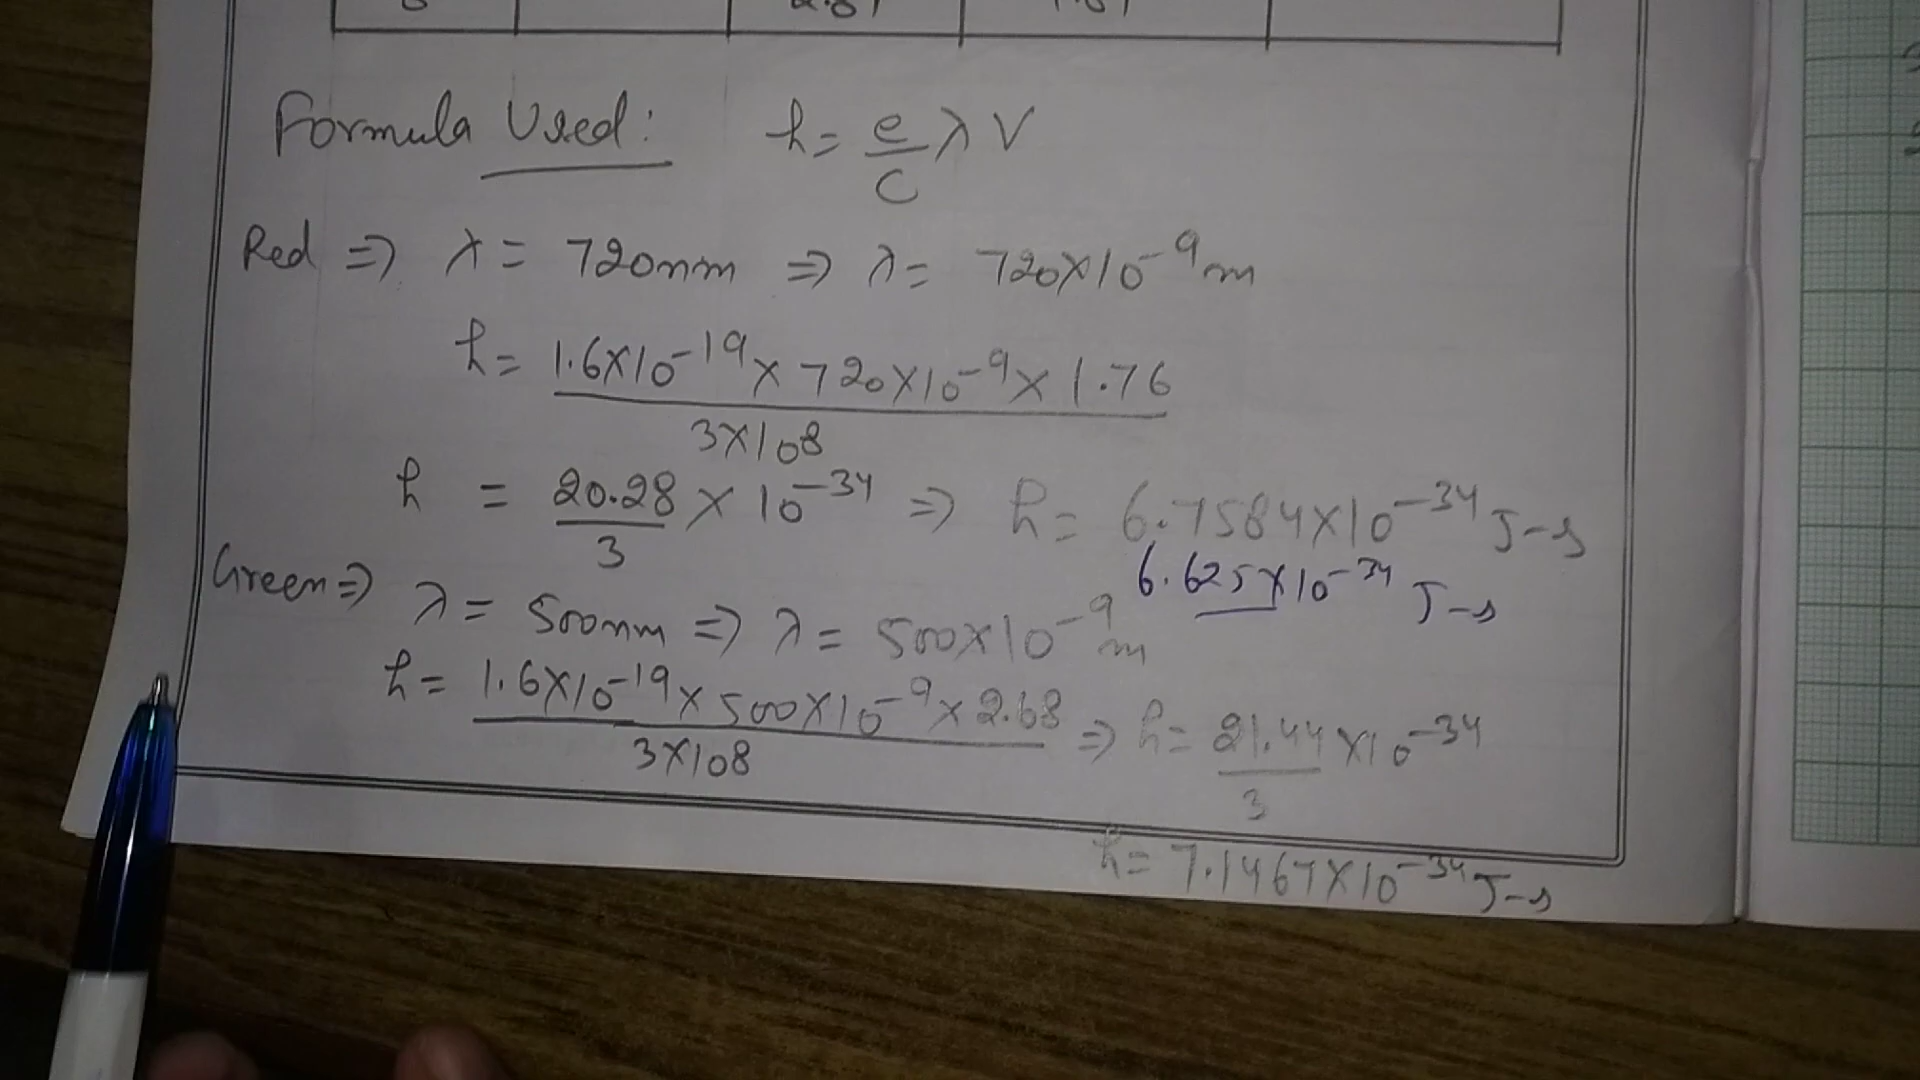 Formula Used: h = e/c λ V
Red ⇒ λ = 720nm ⇒ λ = 720×10⁻⁹m
h = 1.6×10⁻¹⁹×720×10⁻⁹×1.76 / 3×10⁸
h = 20.28/3 × 10⁻³⁴ ⇒ h = 6.7584×10⁻³⁴ J-s
6.625×10⁻³⁴ J-s
Green ⇒ λ = 500nm ⇒ λ = 500×10⁻⁹m
h = 1.6×10⁻¹⁹×500×10⁻⁹×2.68 / 3×10⁸ ⇒ h = 21.44/3 ×10⁻³⁴
h = 7.1467×10⁻³⁴ J-s